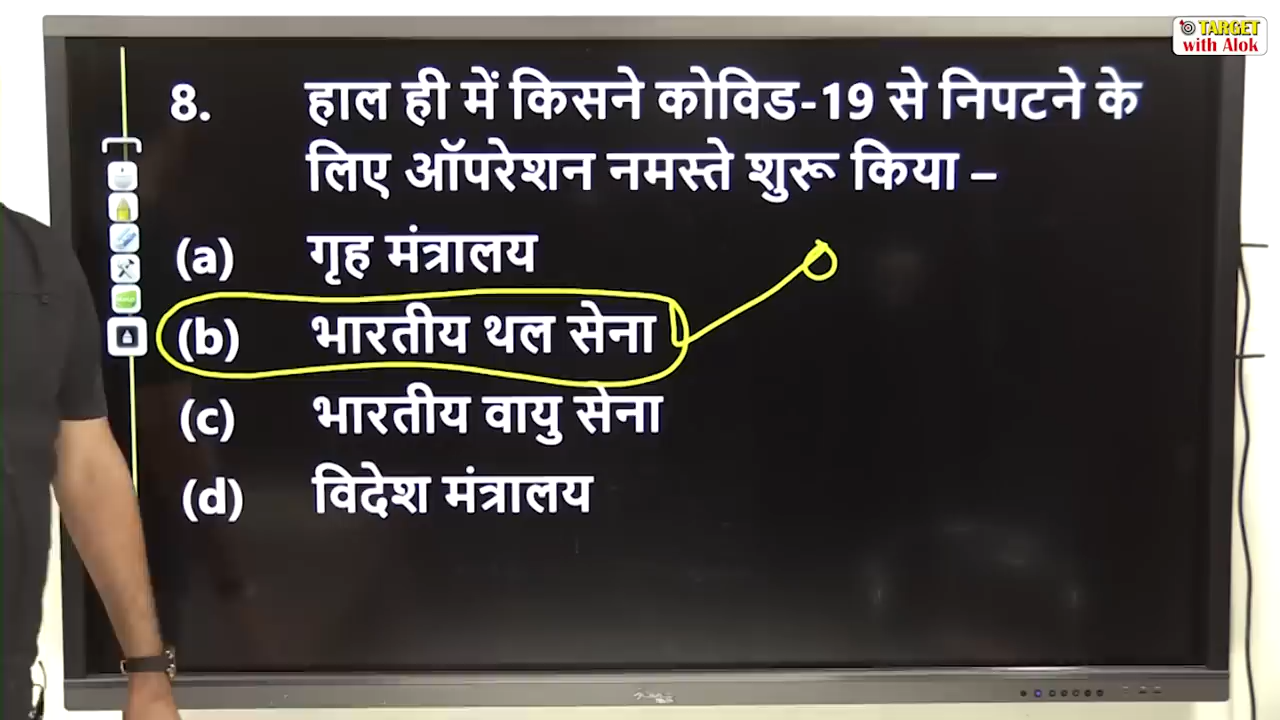 TARGET
with Alok
8. हाल ही में किसने कोविड-19 से निपटने के
लिए ऑपरेशन नमस्ते शुरू किया –
(a) गृह मंत्रालय
(b) भारतीय थल सेना
(c) भारतीय वायु सेना
(d) विदेश मंत्रालय